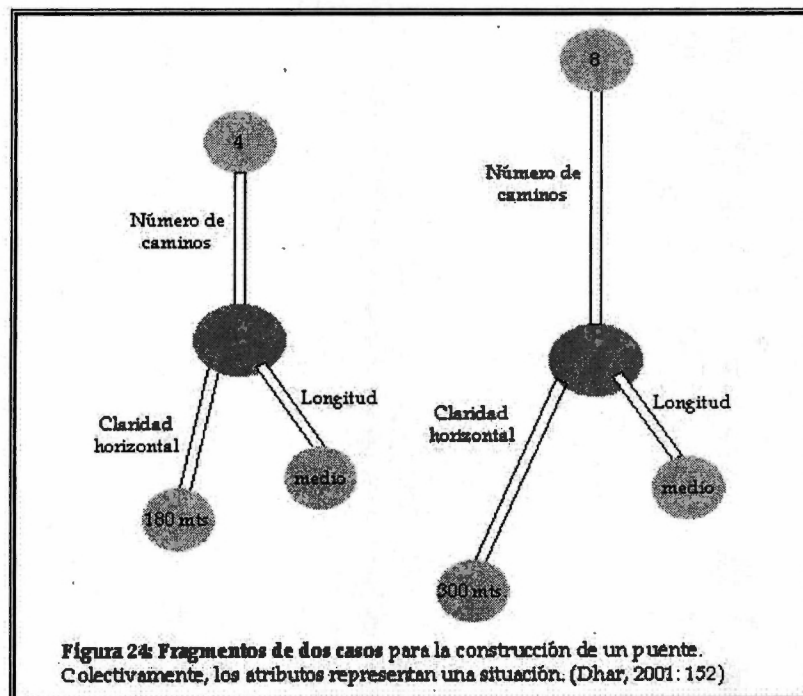 4
Número de
caminos
Claridad
horizontal
Longitud
180 mts
medio
8
Número de
caminos
Claridad
horizontal
Longitud
300 mts.
medio
Figura 24: Fragmentos de dos casos para la construcción de un puente.
Colectivamente, los atributos representan una situación. (Dhar, 2001: 152)